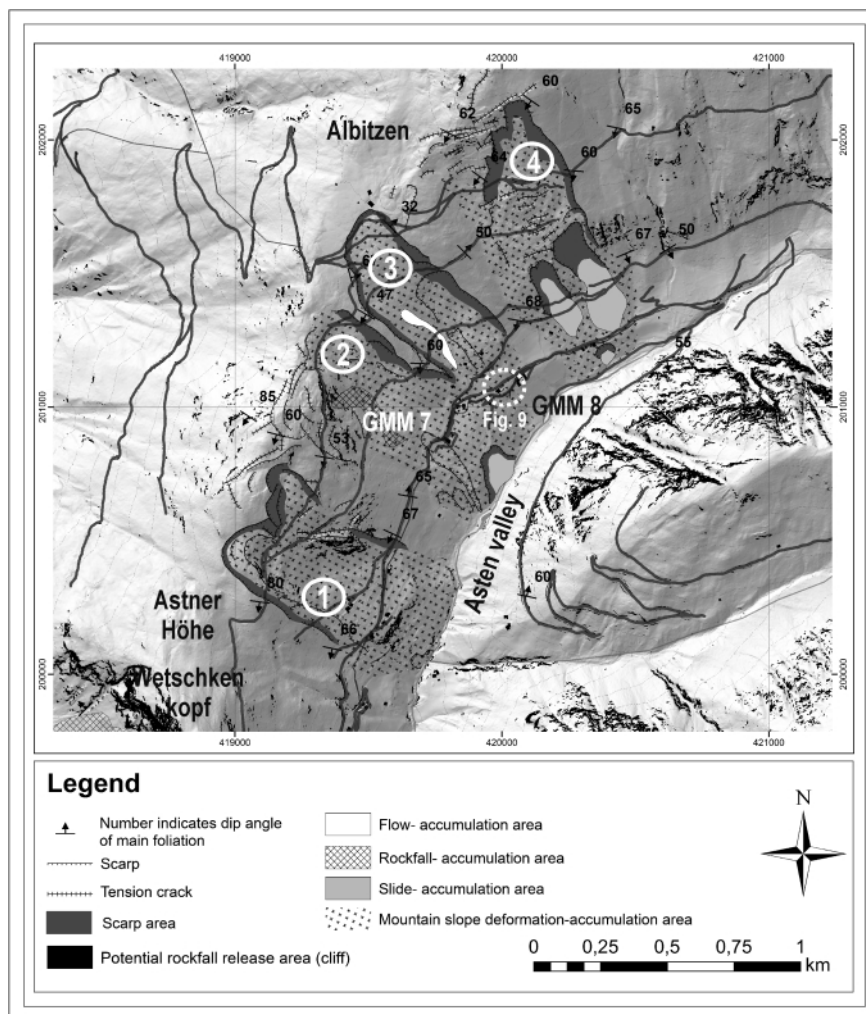 419000 420000 421000
60
62
65
Albitzen
202000
202000
64
4
60
32
50
67
50
3
47
68
2
60
55
201000
201000
85
60
GMM 7
Fig. 9
GMM 8
53
65
67
Asten valley
80
1
60
Astner
Höhe
66
200000
200000
Wetschken
kopf
419000 420000 421000
Legend
Number indicates dip angle
of main foliation
Scarp
Tension crack
Scarp area
Potential rockfall release area (cliff)
Flow- accumulation area
Rockfall- accumulation area
Slide- accumulation area
Mountain slope deformation-accumulation area
N
0 0,25 0,5 0,75 1
km